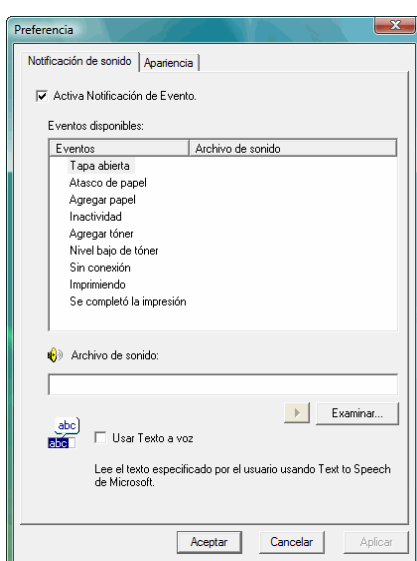 Preferencia
Notificación de sonido Apariencia
Activa Notificación de Evento.
Eventos disponibles:
Eventos Archivo de sonido
Tapa abierta
Atasco de papel
Agregar papel
Inactividad
Agregar tóner
Nivel bajo de tóner
Sin conexión
Imprimiendo
Se completó la impresión
Archivo de sonido:
Examinar...
abc
abc
Usar Texto a voz
Lee el texto especificado por el usuario usando Text to Speech
de Microsoft.
Aceptar Cancelar Aplicar